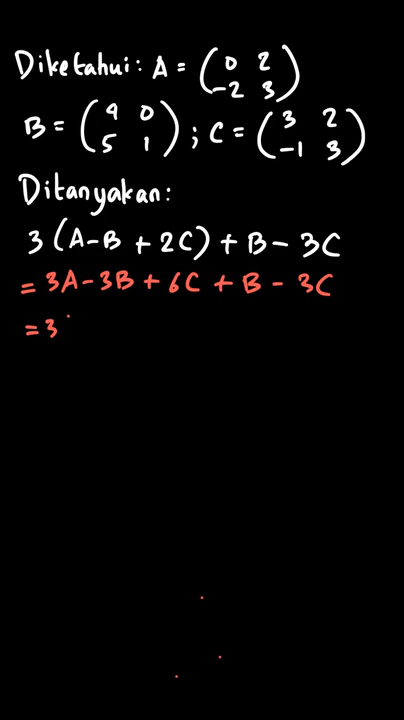 Diketahui: A = (0 2
-2 3)
B = (4 0
5 1) ; C = (3 2
-1 3)
Ditanyakan:
3(A-B + 2C) + B - 3C
= 3A - 3B + 6C + B - 3C
= 3